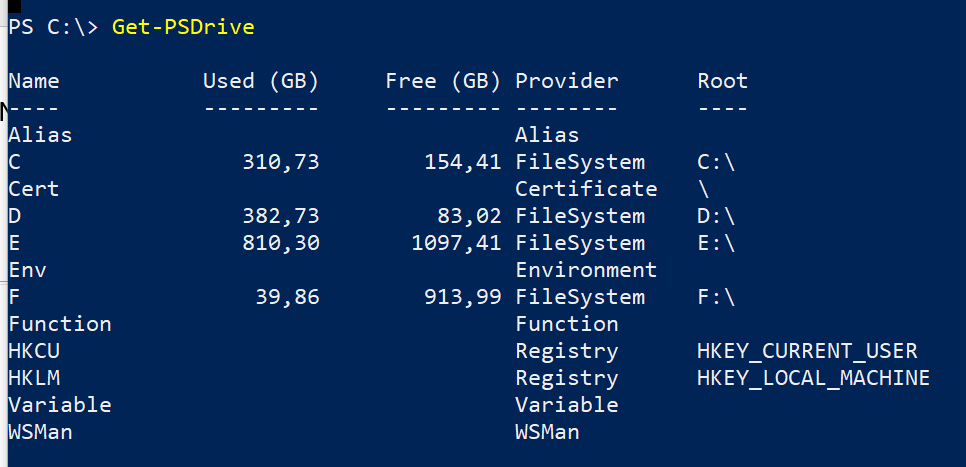 PS C:\> Get-PSDrive
Name Used (GB) Free (GB) Provider Root
---- --------- --------- -------- ----
Alias Alias
C 310,73 154,41 FileSystem C:\
Cert Certificate \
D 382,73 83,02 FileSystem D:\
E 810,30 1097,41 FileSystem E:\
Env Environment
F 39,86 913,99 FileSystem F:\
Function Function
HKCU Registry HKEY_CURRENT_USER
HKLM Registry HKEY_LOCAL_MACHINE
Variable Variable
WSMan WSMan